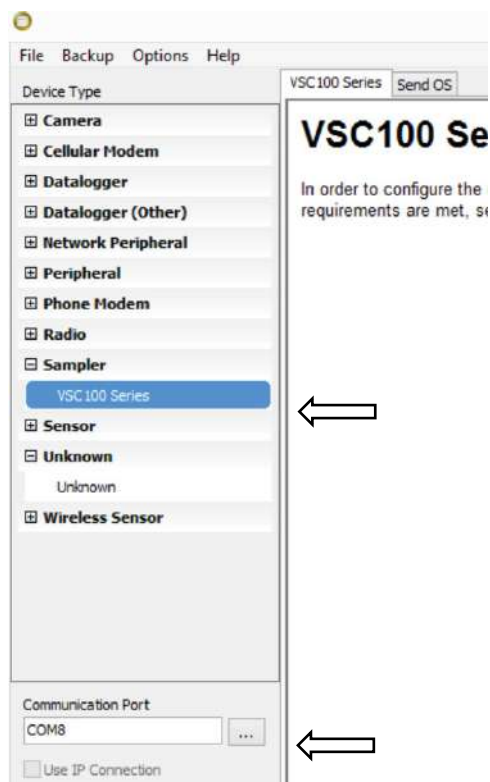 File Backup Options Help
Device Type
VSC100 Series Send OS
Camera
Cellular Modem
Datalogger
Datalogger (Other)
Network Peripheral
Peripheral
Phone Modem
Radio
Sampler
VSC100 Series
Sensor
Unknown
Unknown
Wireless Sensor
VSC100 Se
In order to configure the
requirements are met, se
Communication Port
COM8
...
Use IP Connection